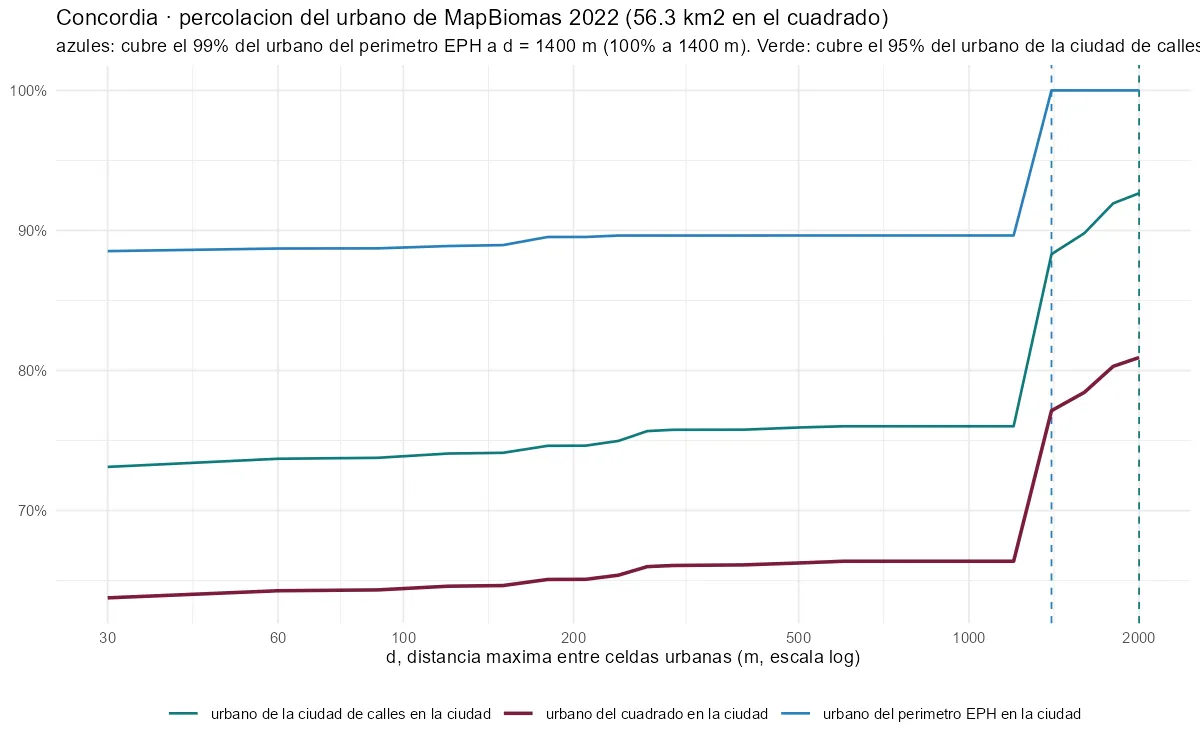 Concordia · percolacion del urbano de MapBiomas 2022 (56.3 km2 en el cuadrado)
azules: cubre el 99% del urbano del perimetro EPH a d = 1400 m (100% a 1400 m). Verde: cubre el 95% del urbano de la ciudad de calles
100%
90%
80%
70%
30 60 100 200 500 1000 2000
d, distancia maxima entre celdas urbanas (m, escala log)
urbano de la ciudad de calles en la ciudad urbano del cuadrado en la ciudad urbano del perimetro EPH en la ciudad